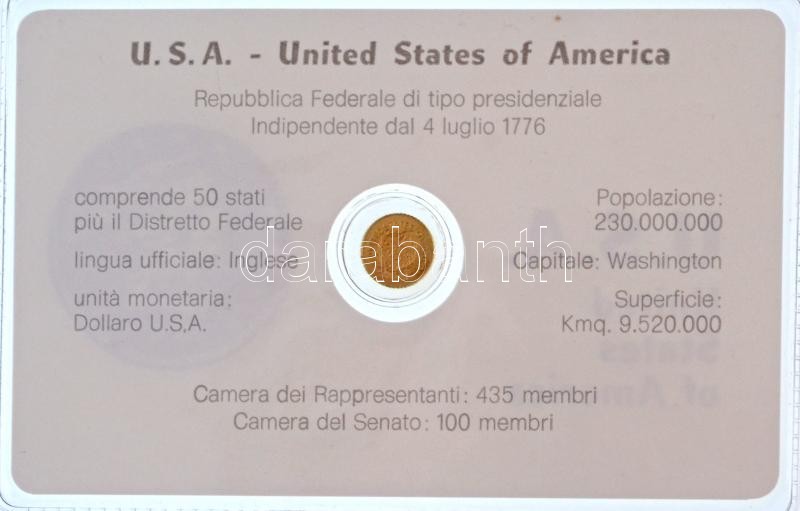 U. S. A. - United States of America
Repubblica Federale di tipo presidenziale
Indipendente dal 4 luglio 1776
comprende 50 stati
più il Distretto Federale
lingua ufficiale: Inglese
unità monetaria:
Dollaro U.S.A.
Popolazione:
230.000.000
Capitale: Washington
Superficie:
Kmq. 9.520.000
darabanth
Camera dei Rappresentanti: 435 membri
Camera del Senato: 100 membri